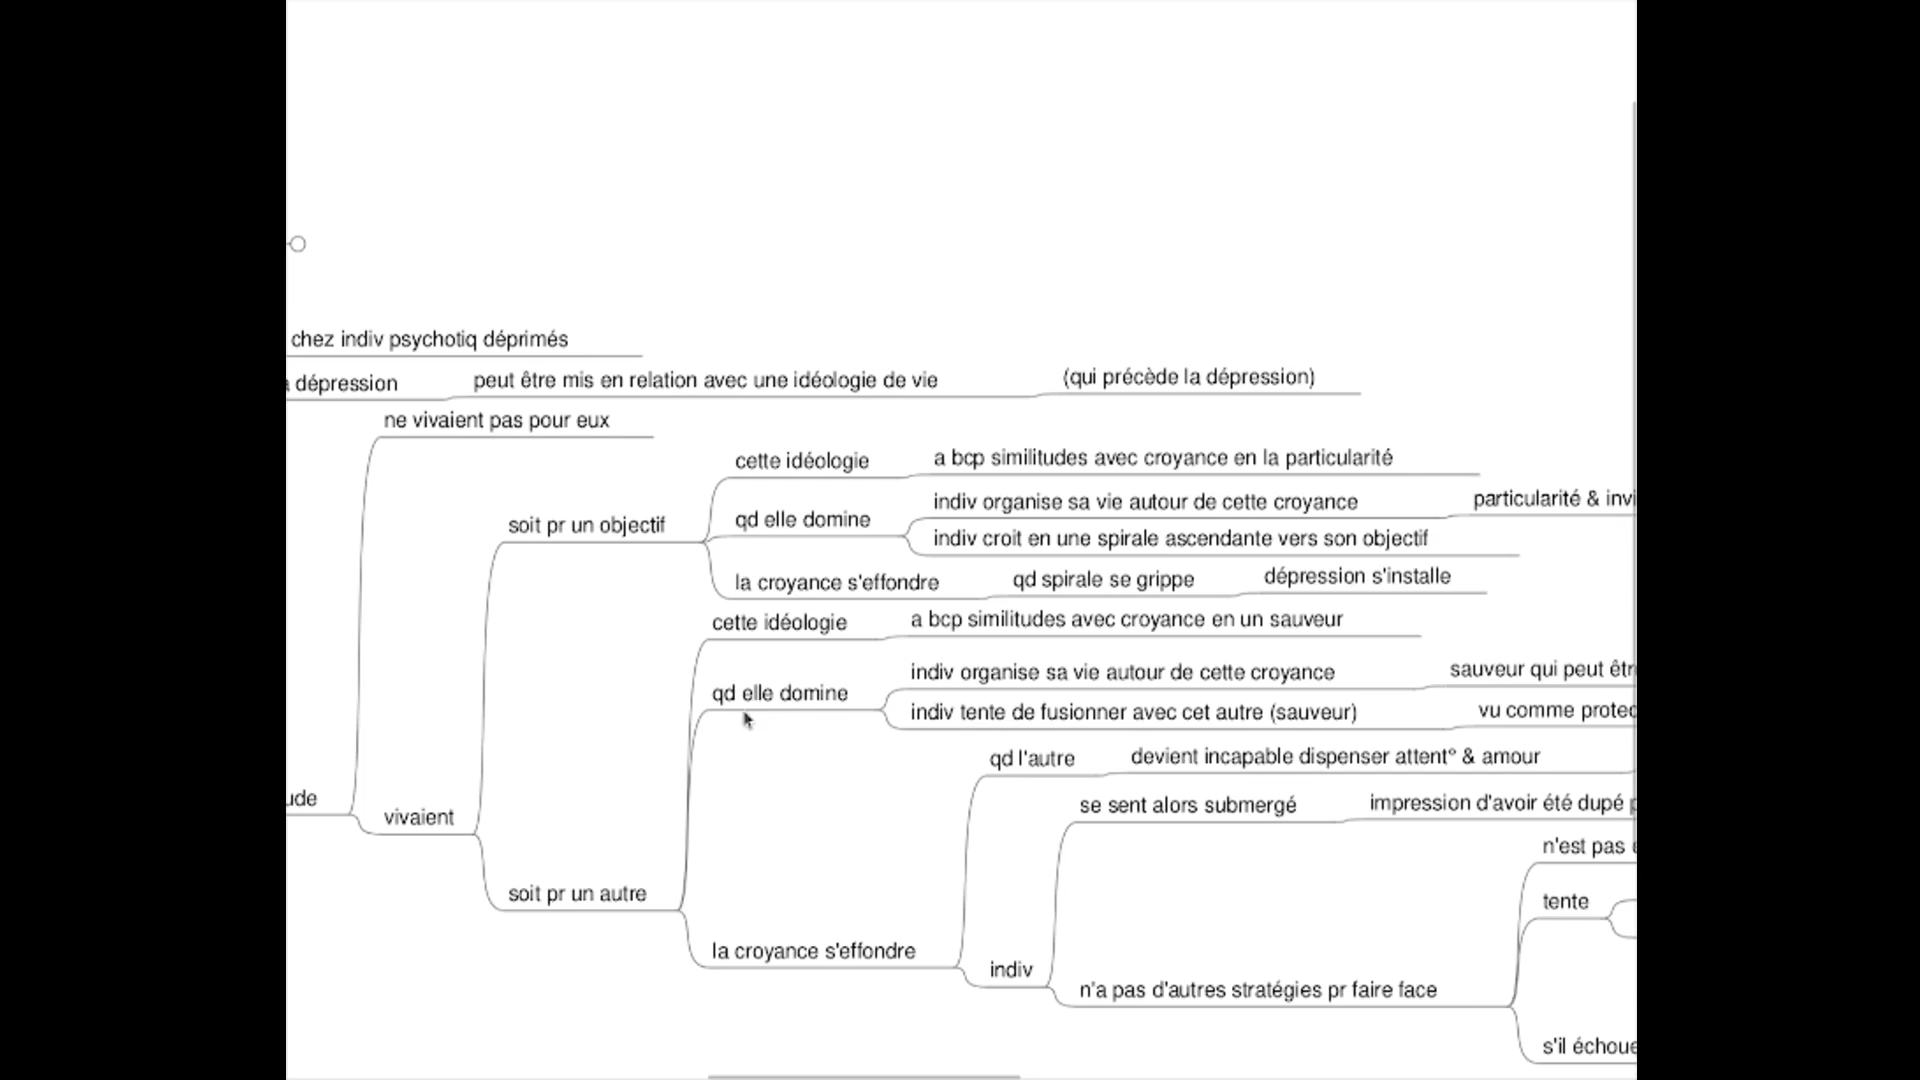 chez indiv psychotiq déprimés
dépression
peut être mis en relation avec une idéologie de vie
(qui précède la dépression)
ne vivaient pas pour eux
cette idéologie
a bcp similitudes avec croyance en la particularité
soit pr un objectif
qd elle domine
indiv organise sa vie autour de cette croyance
particularité &
indiv croit en une spirale ascendante vers son objectif
la croyance s'effondre
qd spirale se grippe
dépression s'installe
cette idéologie
a bcp similitudes avec croyance en un sauveur
qd elle domine
indiv organise sa vie autour de cette croyance
sauveur qui peut
indiv tente de fusionner avec cet autre (sauveur)
vu comme
qd l'autre
devient incapable dispenser attent° & amour
vivaient
se sent alors submergé
impression d'avoir été dupé
n'est pas
soit pr un autre
tente
la croyance s'effondre
indiv
n'a pas d'autres stratégies pr faire face
s'il